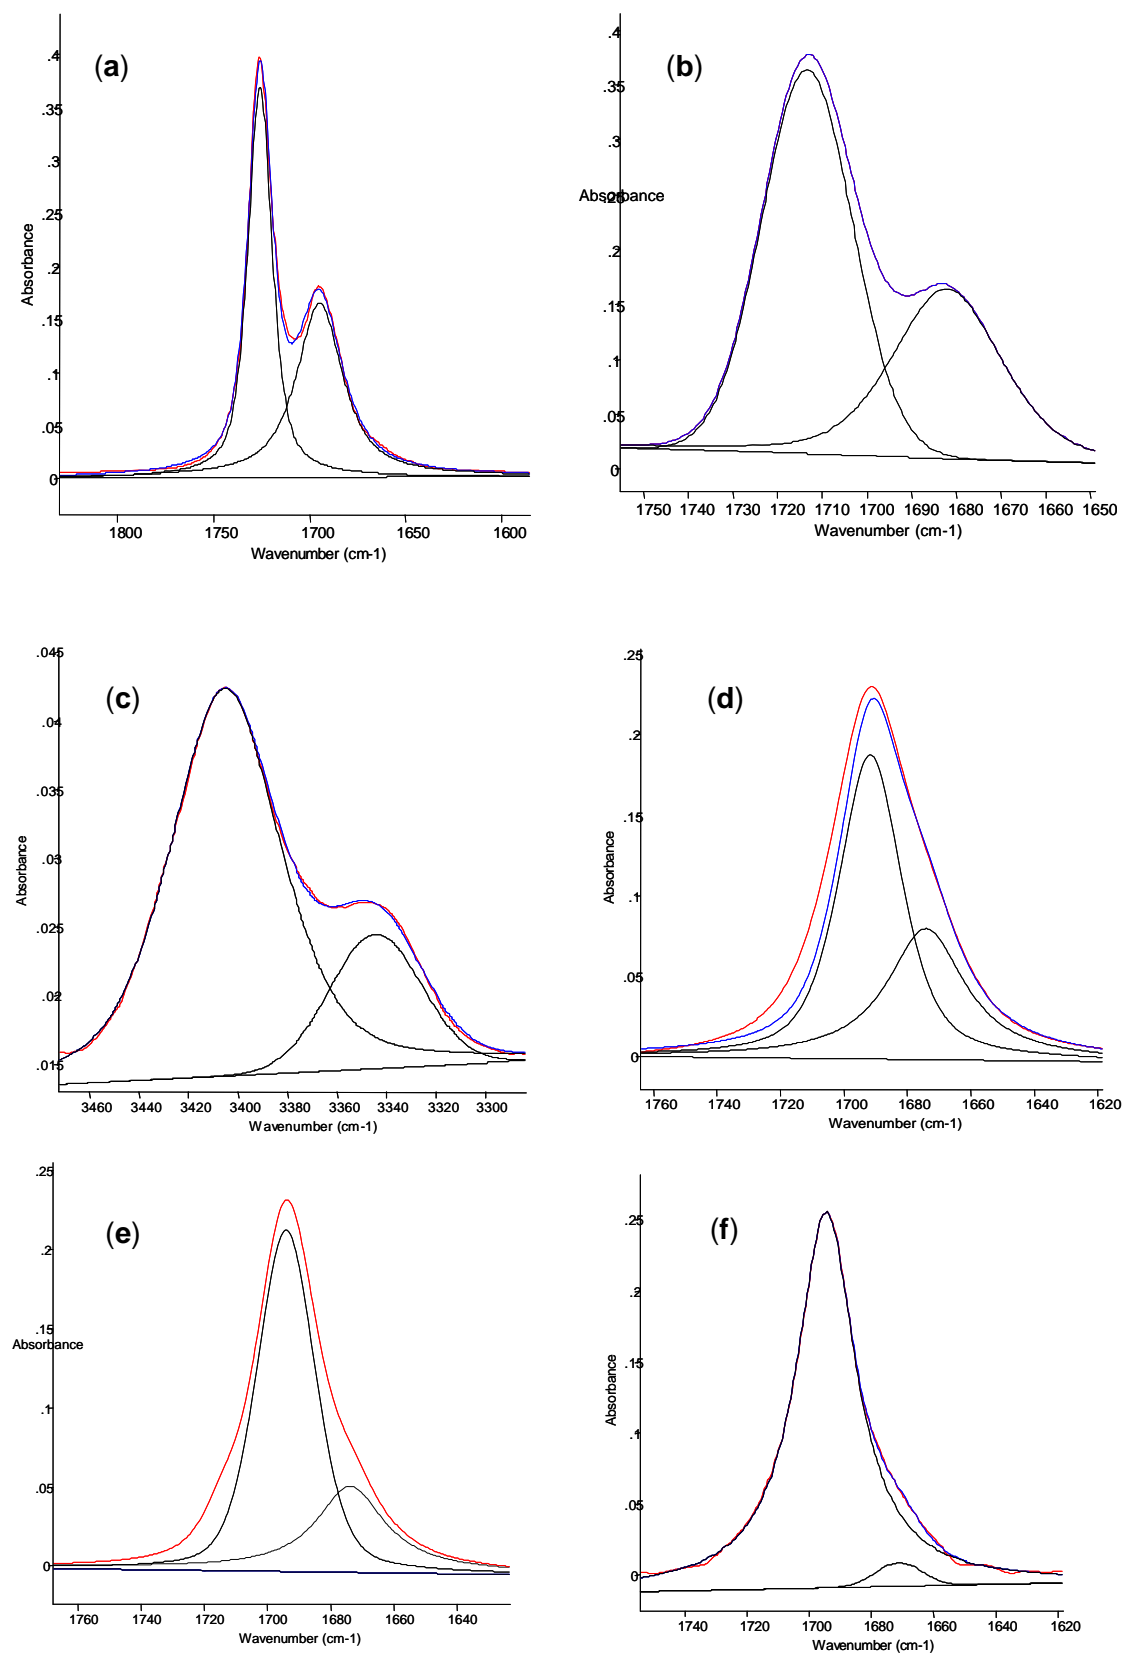 (a)
.4
.35
.3
.25
.2
.15
.1
.05
0
Absorbance
1800 1750 1700 1650 1600
Wavenumber (cm-1)
(b)
.4
.35
.3
.25
Absorbance
.2
.15
.1
.05
0
1750 1740 1730 1720 1710 1700 1690 1680 1670 1660 1650
Wavenumber (cm-1)
(c)
.045
.04
.035
.03
.025
.02
.015
Absorbance
3460 3440 3420 3400 3380 3360 3340 3320 3300
Wavenumber (cm-1)
(d)
.25
.2
.15
.1
.05
0
Absorbance
1760 1740 1720 1700 1680 1660 1640 1620
Wavenumber (cm-1)
(e)
.25
.2
.15
Absorbance
.1
.05
0
1760 1740 1720 1700 1680 1660 1640
Wavenumber (cm-1)
(f)
.25
.2
.15
.1
.05
0
Absorbance
1740 1720 1700 1680 1660 1640 1620
Wavenumber (cm-1)